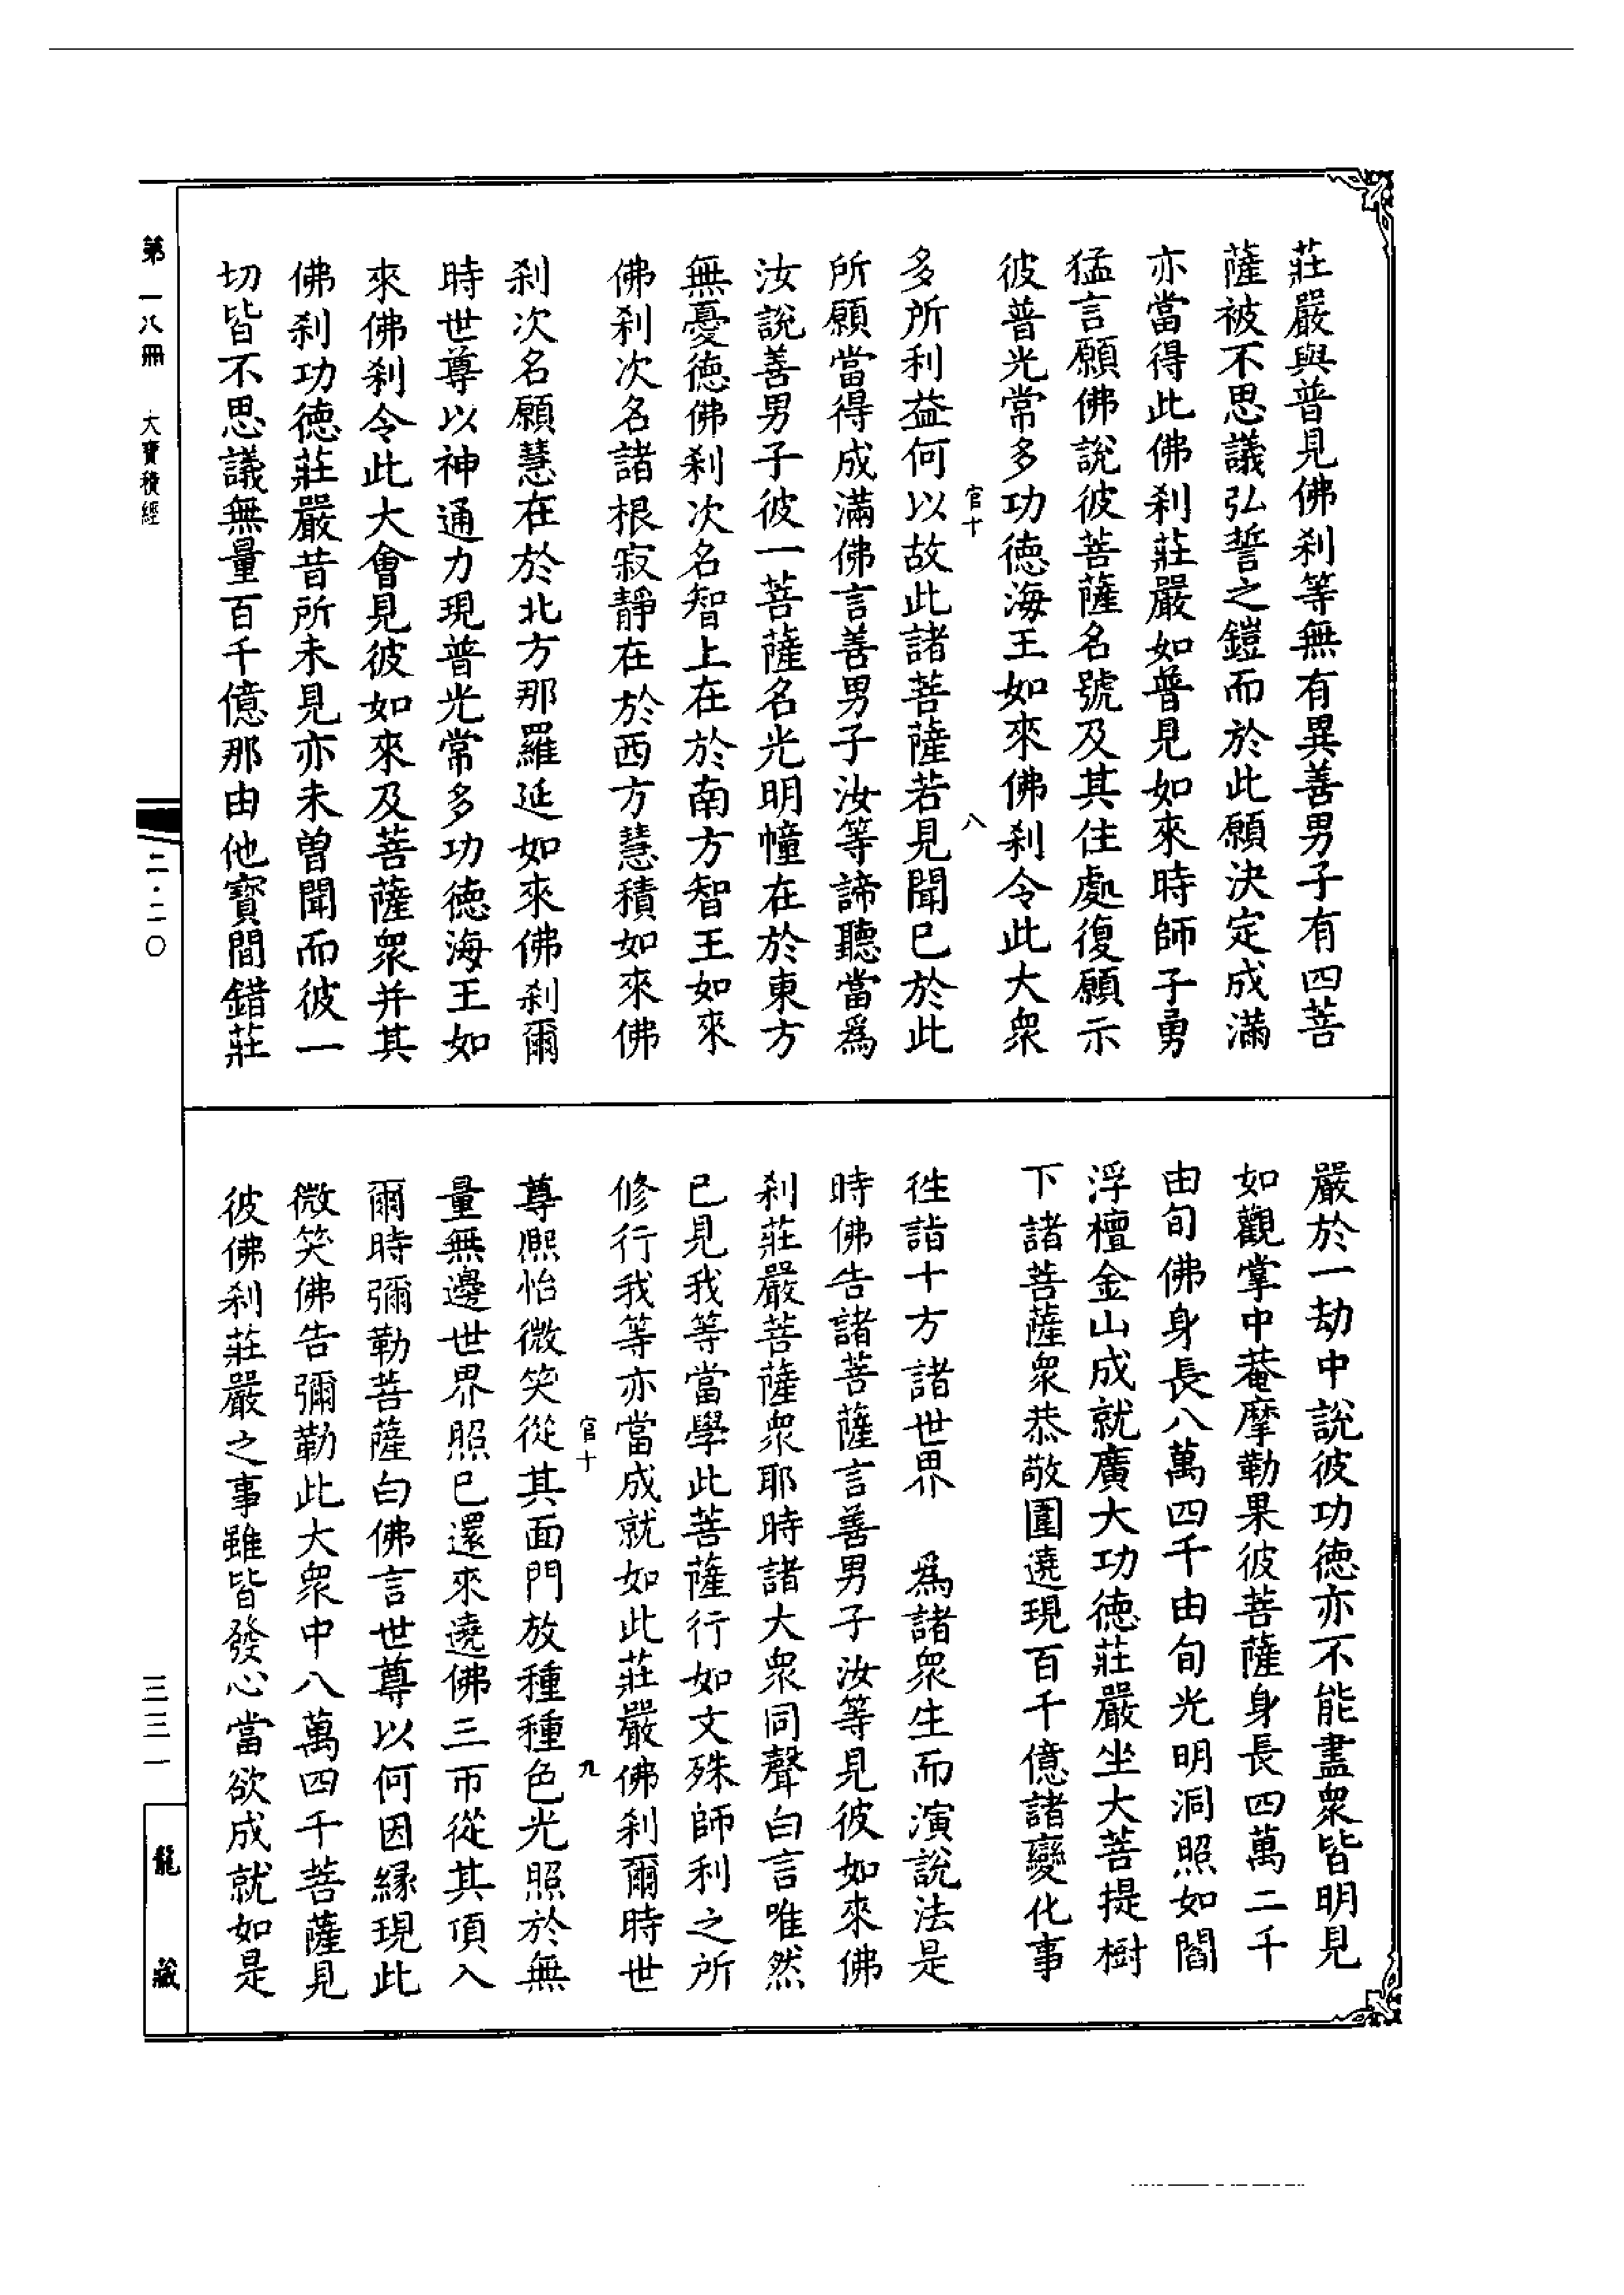 莊嚴與普見佛刹等無有異善男子有四菩
薩被不思議弘誓之鎧而於此願決定成滿
亦當得此佛刹莊嚴如普見如來時師子勇
猛言願佛說彼菩薩名號及其住處復願示
彼普光常多功德海王如來佛刹令此大衆
官十
八
多所利益何以故此諸菩薩若見聞已於此
所願當得成滿佛言善男子汝等諦聽當爲
汝說善男子彼一菩薩名光明幢在於東方
無憂德佛刹次名智上在於南方智王如來
佛刹次名諸根寂靜在於西方慧積如來佛
刹次名願慧在於北方那羅延如來佛刹爾
時世尊以神通力現普光常多功德海王如
來佛刹令此大會見彼如來及菩薩衆并其
佛刹功德莊嚴昔所未見亦未曾聞而彼一
切皆不思議無量百千億那由他寶間錯莊
嚴於一劫中說彼功德亦不能盡衆皆明見
如觀掌中菴摩勒果彼菩薩身長四萬二千
由旬佛身長八萬四千由旬光明洞照如閻
浮檀金山成就廣大功德莊嚴坐大菩提樹
下諸菩薩衆恭敬圍遶現百千億諸變化事
徃詣十方諸世界　爲諸衆生而演說法是
時佛告諸菩薩言善男子汝等見彼如來佛
刹莊嚴菩薩衆耶時諸大衆同聲白言唯然
已見我等當學此菩薩行如文殊師利之所
修行我等亦當成就如此莊嚴佛刹爾時世
官十
九
尊熈怡微笑從其面門放種種色光照於無
量無邊世界照已還來遶佛三帀從其頂入
爾時彌勒菩薩白佛言世尊以何因緣現此
微笑佛告彌勒此大衆中八萬四千菩薩見
彼佛刹莊嚴之事雖皆發心當欲成就如是
第一八冊　大寶積經
二·二〇
三三一
龍藏